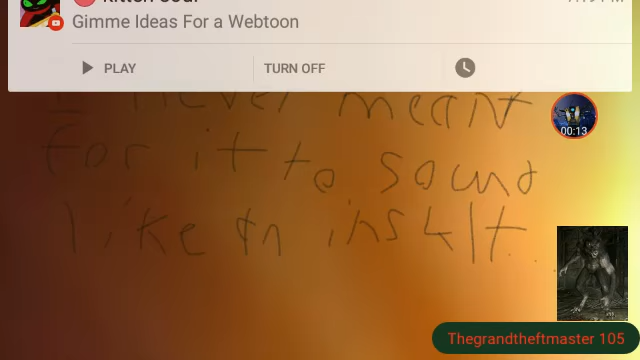 Gimme Ideas For a Webtoon
PLAY
TURN OFF
I never meant
00:13
for it to sound
like an insult.
Thegrandtheftmaster 105